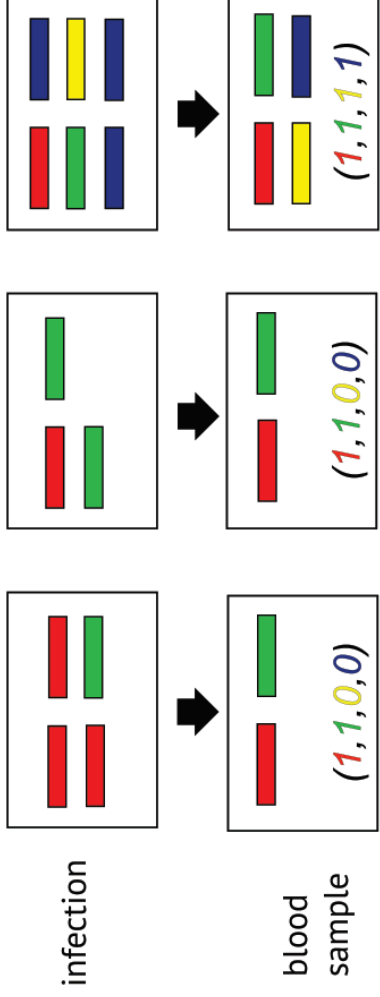 infection
blood
sample
(1,1,0,0)
(1,1,0,0)
(1,1,1,1)